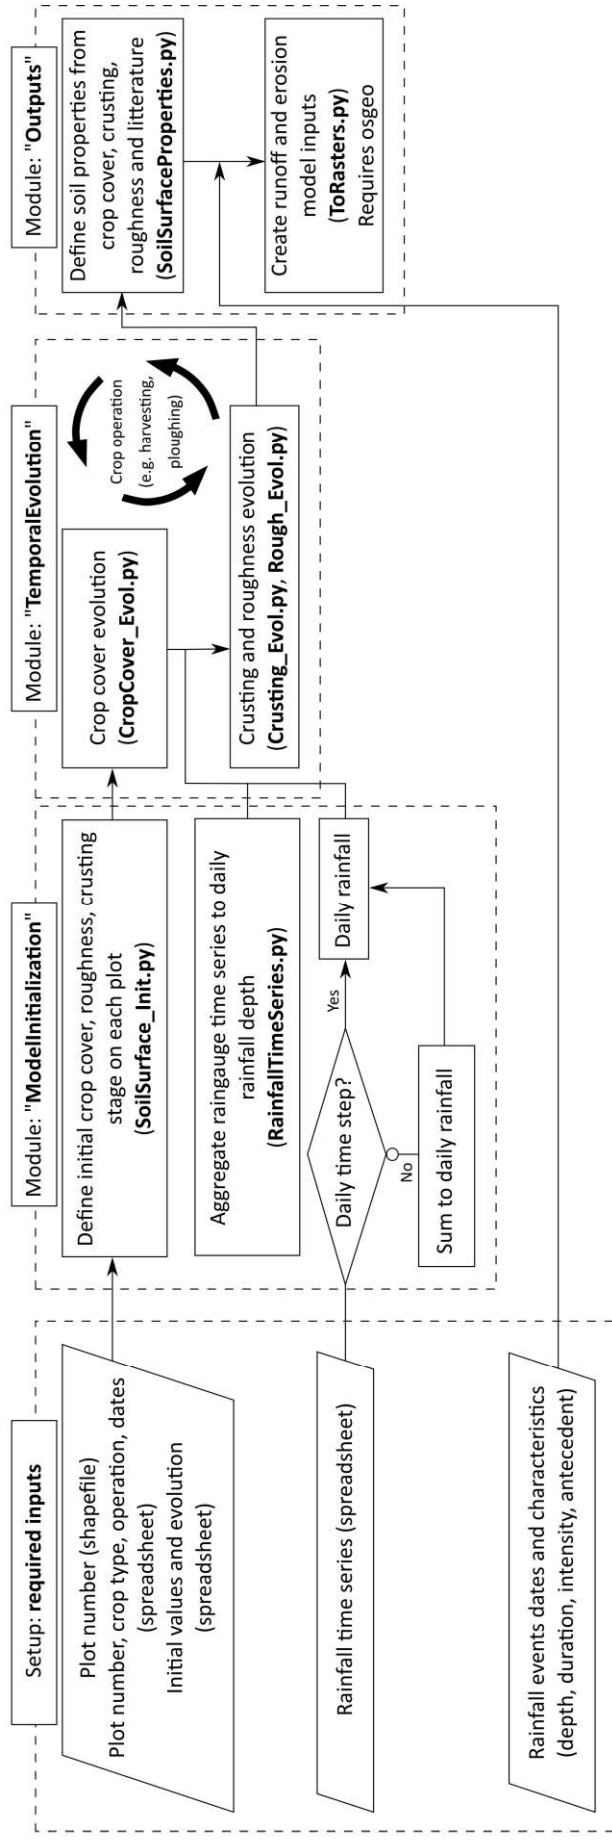 Setup: required inputs
Plot number (shapefile)
Plot number, crop type, operation, dates
(spreadsheet)
Initial values and evolution
(spreadsheet)
Rainfall time series (spreadsheet)
Rainfall events dates and characteristics
(depth, duration, intensity, antecedent)
Module: "ModelInitialization"
Define initial crop cover, roughness, crusting
stage on each plot
(SoilSurface_Init.py)
Aggregate raingauge time series to daily
rainfall depth
(RainfallTimeSeries.py)
Daily time step?
Yes
No
Daily rainfall
Sum to daily rainfall
Module: "TemporalEvolution"
Crop cover evolution
(CropCover_Evol.py)
Crop operation
(e.g. harvesting,
ploughing)
Crusting and roughness evolution
(Crusting_Evol.py, Rough_Evol.py)
Module: "Outputs"
Define soil properties from
crop cover, crusting,
roughness and litterature
(SoilSurfaceProperties.py)
Create runoff and erosion
model inputs
(ToRasters.py)
Requires osgeo